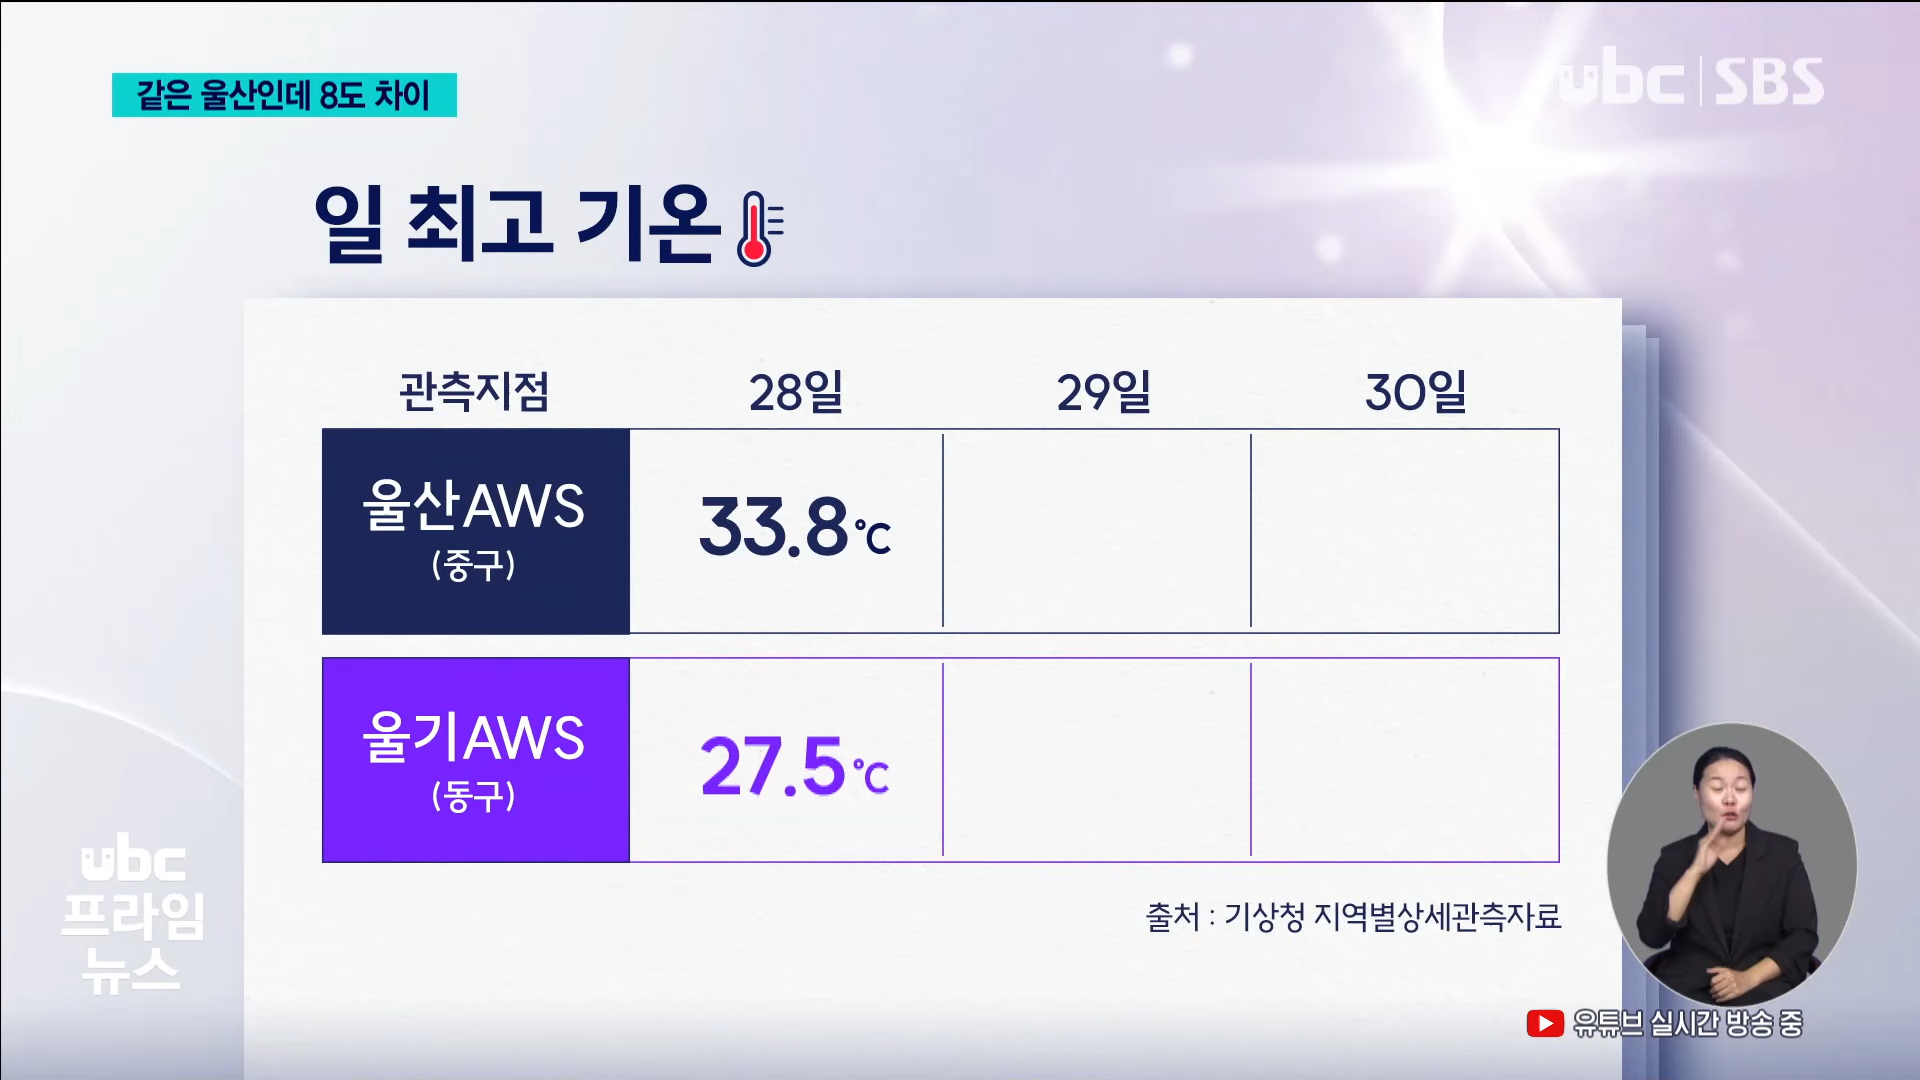 같은 울산인데 8도 차이
ubc SBS
일 최고 기온
관측지점 28일 29일 30일
울산AWS
(중구)
33.8℃
울기AWS
(동구)
27.5℃
출처 : 기상청 지역별상세관측자료
ubc
프라임
뉴스
유튜브 실시간 방송 중